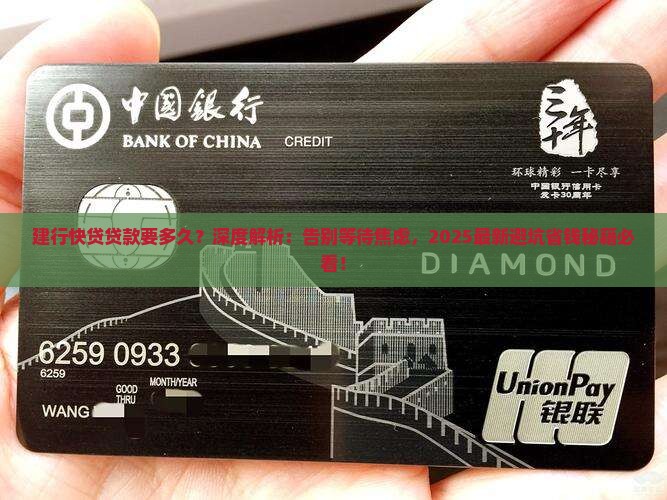 中国银行
BANK OF CHINA
CREDIT
三十年
环球精彩 一卡尽享
中国银行信用卡
发卡30周年
建行快贷贷款要多久？深度解析：告别等待焦虑，2025最新避坑省钱秘籍必
看！
DIAMOND
6259 0933
6259
GOOD
THRU
MONTH/YEAR
WANG
UnionPay
银联